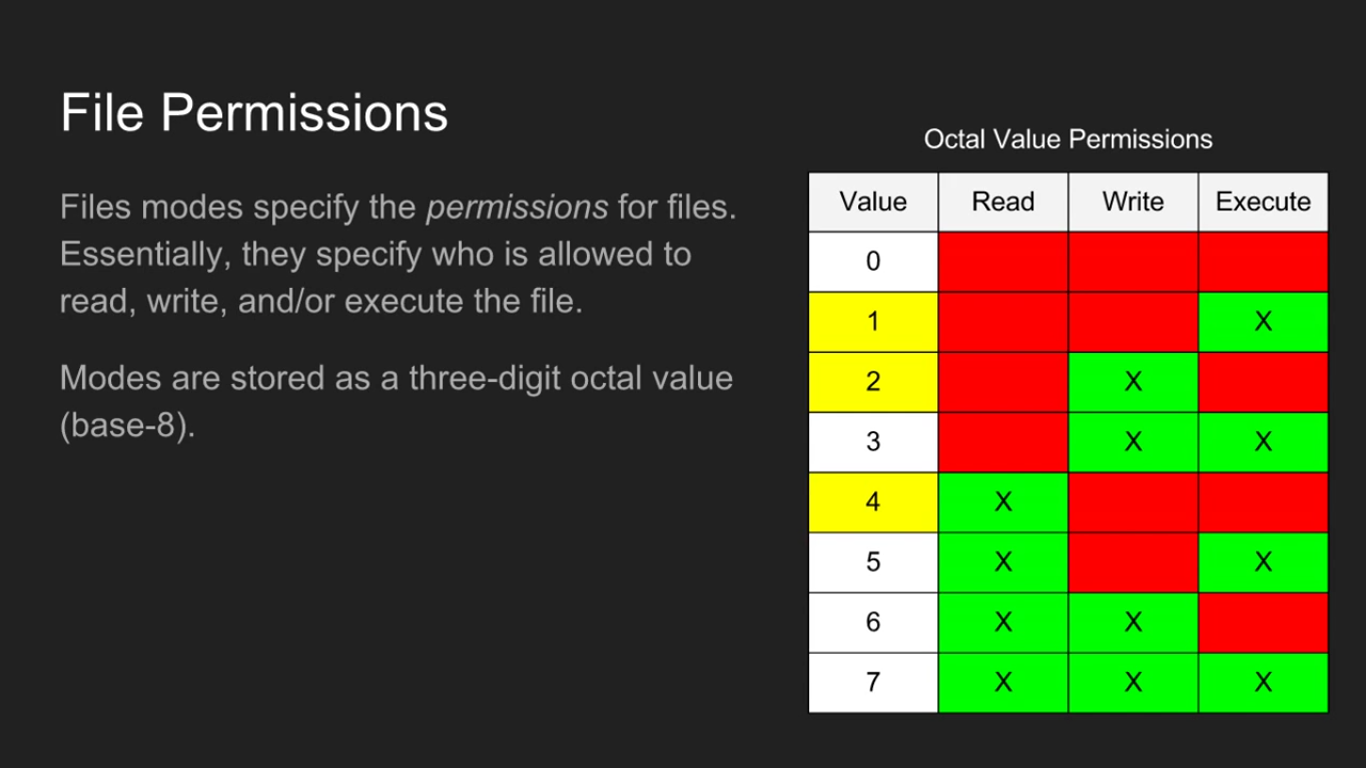 File Permissions
Files modes specify the permissions for files.
Essentially, they specify who is allowed to
read, write, and/or execute the file.
Modes are stored as a three-digit octal value
(base-8).
Octal Value Permissions
Value Read Write Execute
0
1 X
2 X
3 X X
4 X
5 X X
6 X X
7 X X X